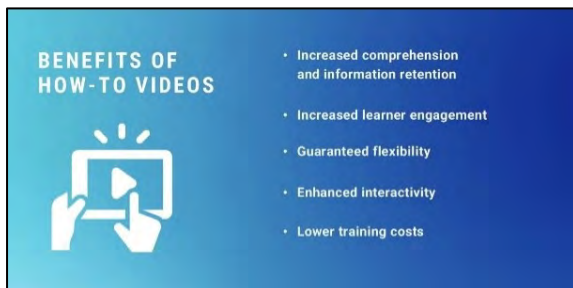 BENEFITS OF
HOW-TO VIDEOS
• Increased comprehension
and information retention
• Increased learner engagement
• Guaranteed flexibility
• Enhanced interactivity
• Lower training costs